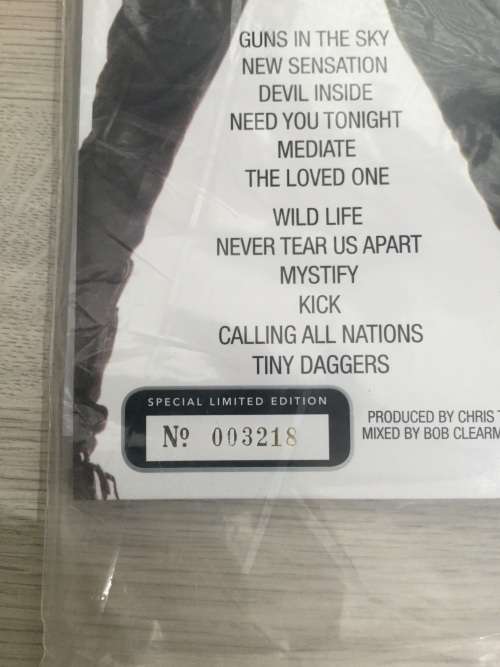 GUNS IN THE SKY
NEW SENSATION
DEVIL INSIDE
NEED YOU TONIGHT
MEDIATE
THE LOVED ONE
WILD LIFE
NEVER TEAR US APART
MYSTIFY
KICK
CALLING ALL NATIONS
TINY DAGGERS
SPECIAL LIMITED EDITION
Nº 003218
PRODUCED BY CHRIS T
MIXED BY BOB CLEARM